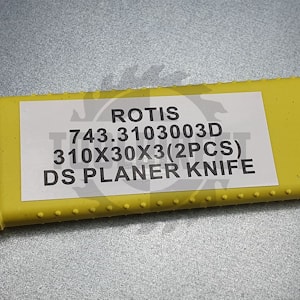 ROTIS
743.3103003D
310X30X3(2PCS)
DS PLANER KNIFE